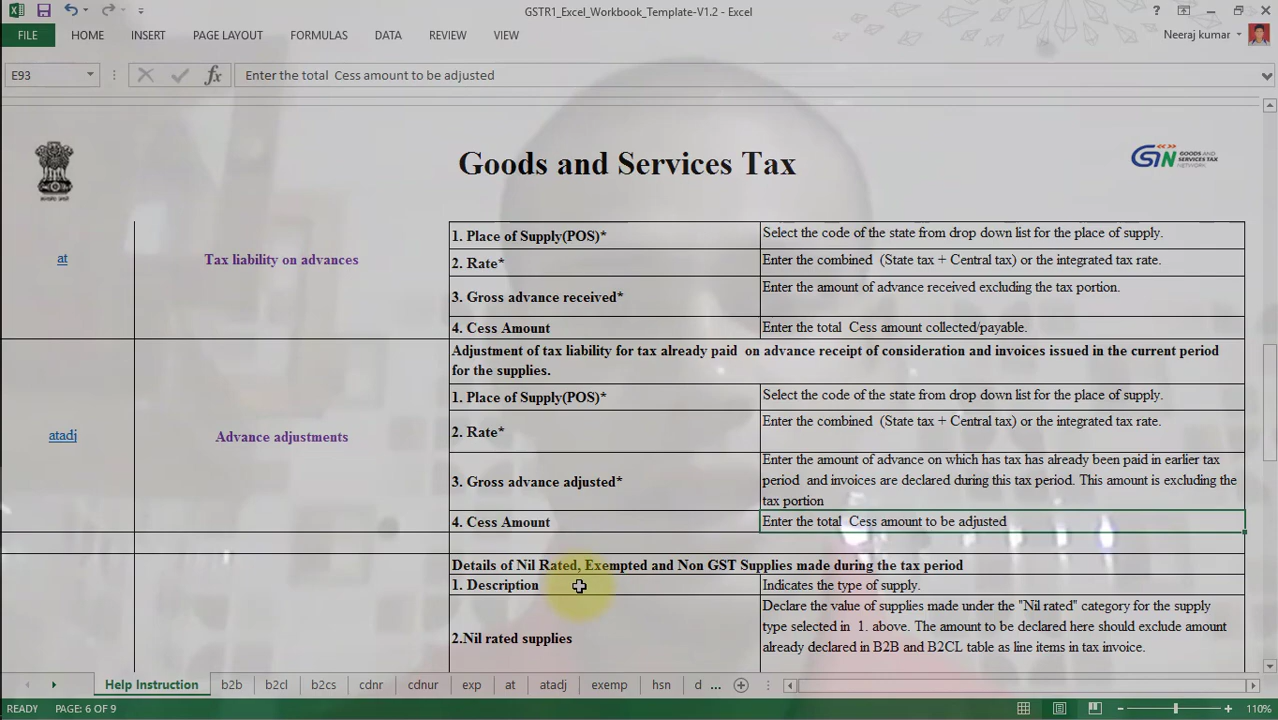 GSTR1_Excel_Workbook_Template-V1.2 - Excel
FILE HOME INSERT PAGE LAYOUT FORMULAS DATA REVIEW VIEW Neeraj kumar
E93 fx Enter the total  Cess amount to be adjusted
Goods and Services Tax
GSTN GOODS AND SERVICES TAX NETWORK
at
Tax liability on advances
1. Place of Supply(POS)* Select the code of the state from drop down list for the place of supply.
2. Rate* Enter the combined  (State tax + Central tax) or the integrated tax rate.
3. Gross advance received* Enter the amount of advance received excluding the tax portion.
4. Cess Amount Enter the total  Cess amount collected/payable.
Adjustment of tax liability for tax already paid  on advance receipt of consideration and invoices issued in the current period
for the supplies.
atadj
Advance adjustments
1. Place of Supply(POS)* Select the code of the state from drop down list for the place of supply.
2. Rate* Enter the combined  (State tax + Central tax) or the integrated tax rate.
3. Gross advance adjusted* Enter the amount of advance on which has tax has already been paid in earlier tax
period  and invoices are declared during this tax period. This amount is excluding the
tax portion
4. Cess Amount Enter the total  Cess amount to be adjusted
Details of Nil Rated, Exempted and Non GST Supplies made during the tax period
1. Description Indicates the type of supply.
2.Nil rated supplies Declare the value of supplies made under the "Nil rated" category for the supply
type selected in  1. above. The amount to be declared here should exclude amount
already declared in B2B and B2CL table as line items in tax invoice.
Help Instruction b2b b2cl b2cs cdnr cdnur exp at atadj exemp hsn d ...
READY PAGE: 6 OF 9 110%